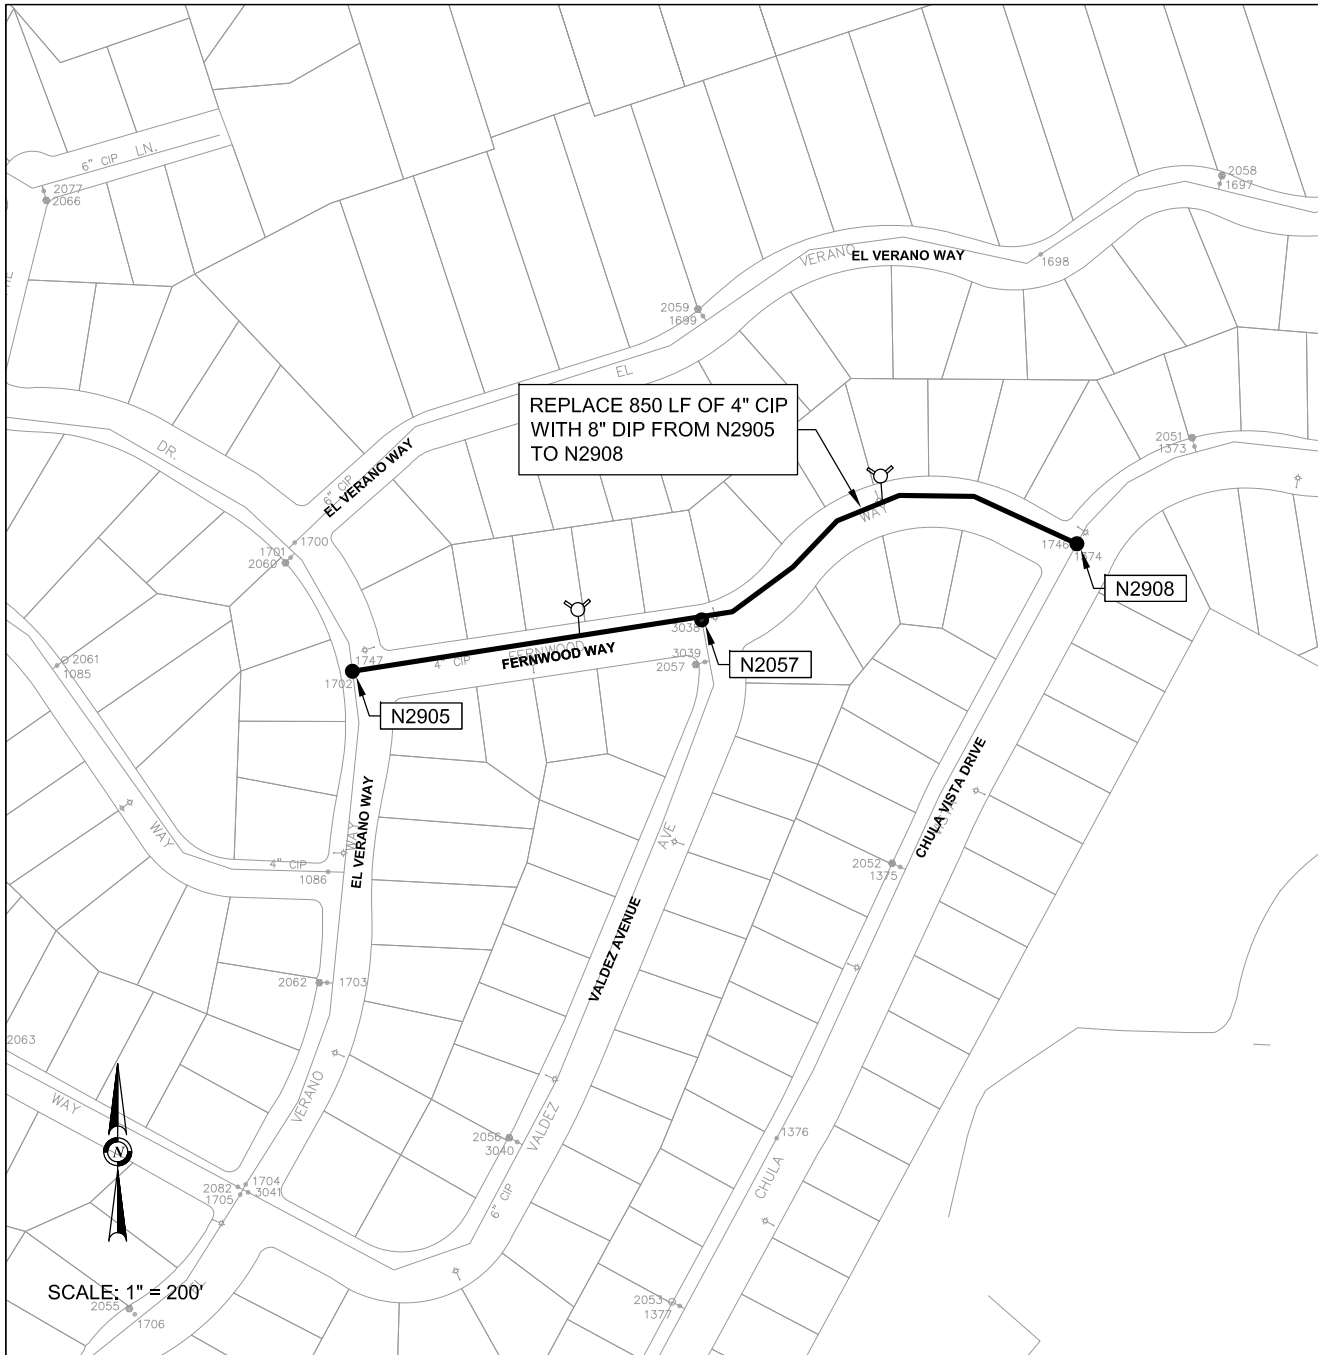 6" CIP LN.
2077
2066
2058
1697
VERANO
EL VERANO WAY
1698
2059
1699
EL
REPLACE 850 LF OF 4" CIP
WITH 8" DIP FROM N2905
TO N2908
DR.
6" CIP
EL VERANO WAY
2051
1373
WAY
1701
1700
2060
1746
1374
N2908
3038
FERNWOOD
FERNWOOD WAY
4" CIP
1747
1702
3039
2057
N2057
2061
1085
N2905
CHULA VISTA DRIVE
VISTA
WAY
WAY
EL VERANO WAY
AVE
4" CIP
1086
2052
1375
VALDEZ AVENUE
2062
1703
2063
WAY
VERANO
VALDEZ
2056
3040
1376
CHULA
N
2082
1704
3041
1705
6" CIP
SCALE: 1" = 200'
EL
2055
1706
2053
1377